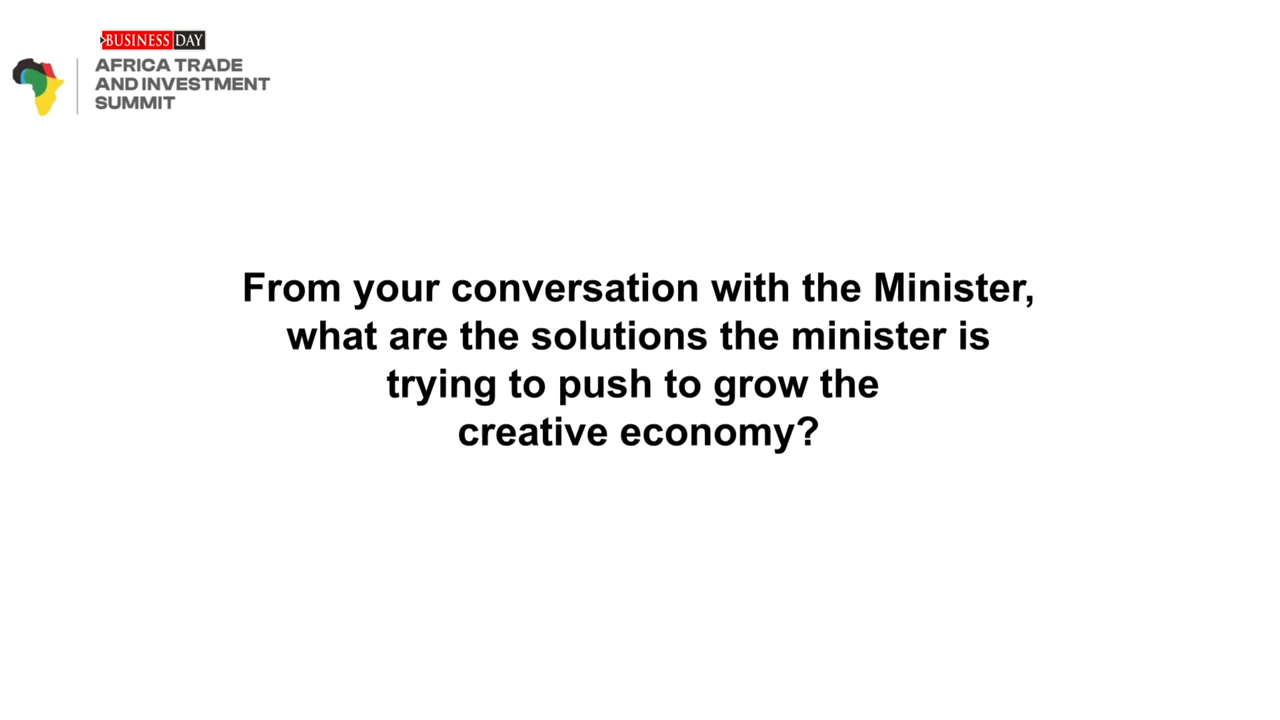 BUSINESS DAY
AFRICA TRADE
AND INVESTMENT
SUMMIT
From your conversation with the Minister,
what are the solutions the minister is
trying to push to grow the
creative economy?